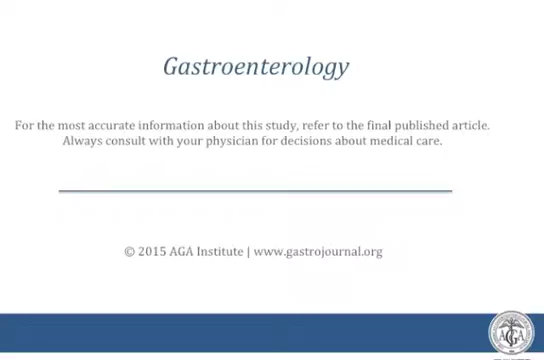 Gastroenterology
For the most accurate information about this study, refer to the final published article.
Always consult with your physician for decisions about medical care.
© 2015 AGA Institute | www.gastrojournal.org
AGA